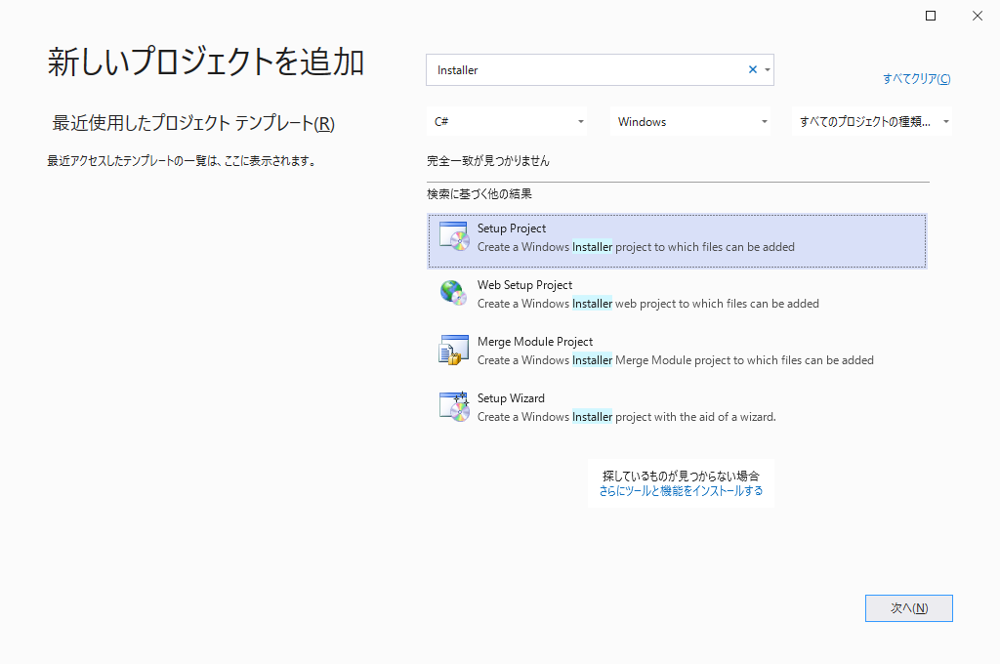 新しいプロジェクトを追加
Installer
すべてクリア(C)
最近使用したプロジェクト テンプレート(R)
C#
Windows
すべてのプロジェクトの種類...
最近アクセスしたテンプレートの一覧は、ここに表示されます。
完全一致が見つかりません
検索に基づく他の結果
Setup Project
Create a Windows Installer project to which files can be added
Web Setup Project
Create a Windows Installer web project to which files can be added
Merge Module Project
Create a Windows Installer Merge Module project to which files can be added
Setup Wizard
Create a Windows Installer project with the aid of a wizard.
探しているものが見つからない場合
さらにツールと機能をインストールする
次へ(N)